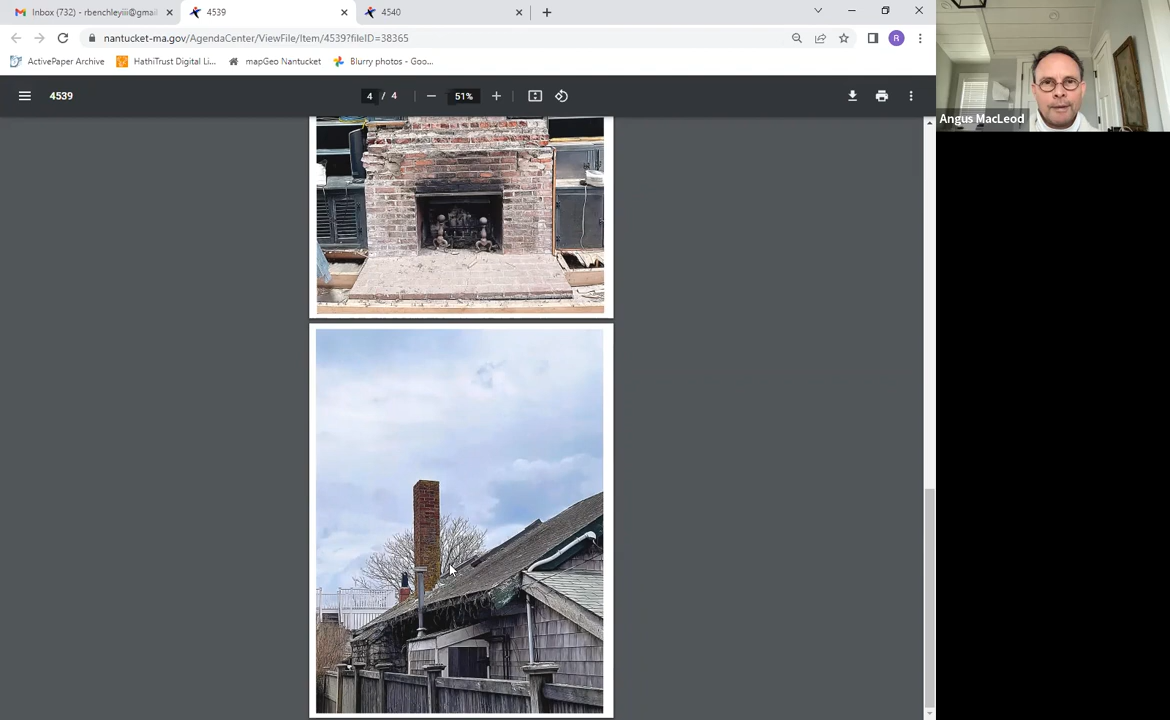 Inbox (732) - rbenchleyiii@gmai
4539
4540
nantucket-ma.gov/AgendaCenter/ViewFile/Item/4539?fileID=38365
R
ActivePaper Archive
HathiTrust Digital Li...
mapGeo Nantucket
Blurry photos - Goo...
4539
4 / 4
51%
Angus MacLeod